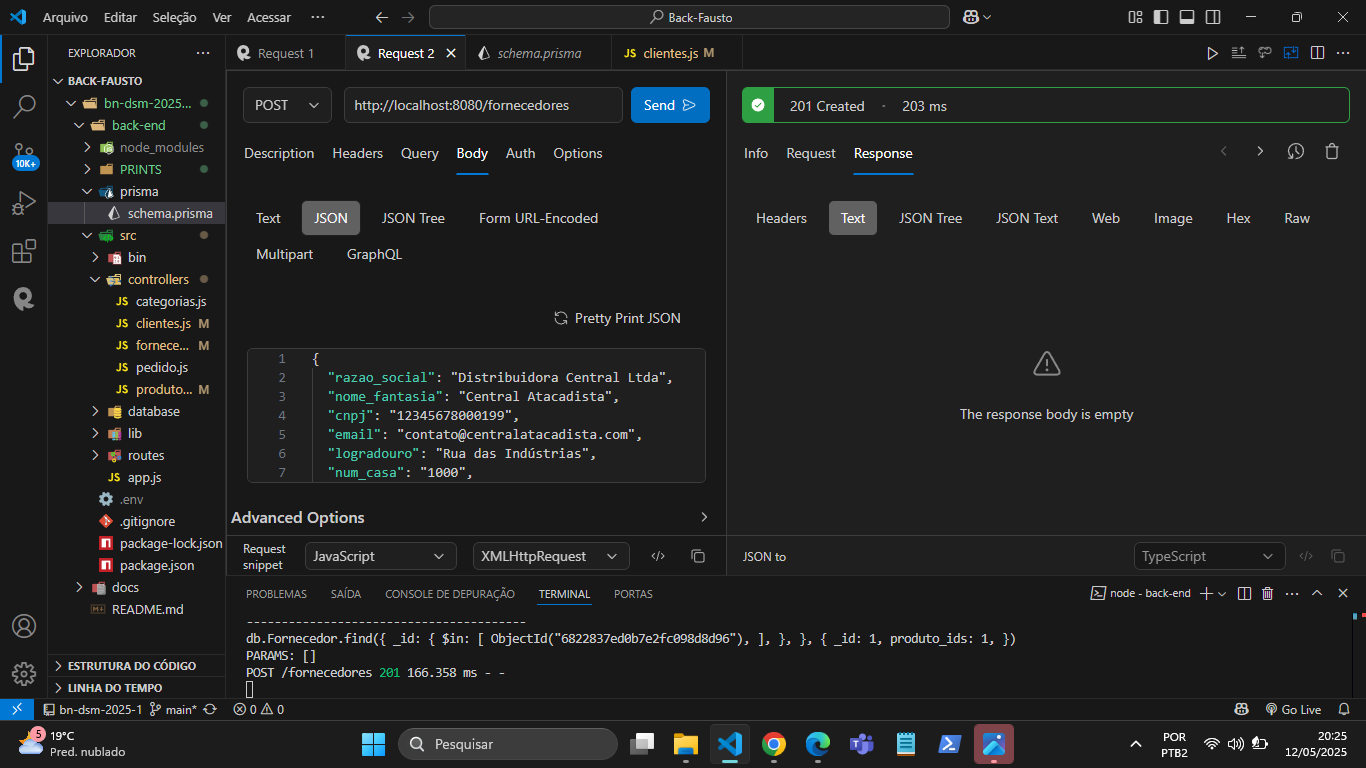 Arquivo Editar Seleção Ver Acessar ··· Back-Fausto
EXPLORADOR ···
BACK-FAUSTO
bn-dsm-2025...
back-end
node_modules
PRINTS
prisma
schema.prisma
src
bin
controllers
JS categorias.js
JS clientes.js M
JS fornece... M
JS pedido.js
JS produto... M
database
lib
routes
JS app.js
.env
.gitignore
package-lock.json
package.json
docs
README.md
ESTRUTURA DO CÓDIGO
LINHA DO TEMPO
10K+
Request 1 Request 2 schema.prisma JS clientes.js M
POST http://localhost:8080/fornecedores Send
Description Headers Query Body Auth Options
Text JSON JSON Tree Form URL-Encoded
Multipart GraphQL
Pretty Print JSON
1 {
2 "razao_social": "Distribuidora Central Ltda",
3 "nome_fantasia": "Central Atacadista",
4 "cnpj": "12345678000199",
5 "email": "contato@centralatacadista.com",
6 "logradouro": "Rua das Indústrias",
7 "num_casa": "1000",
Advanced Options
Request snippet JavaScript XMLHttpRequest
201 Created · 203 ms
Info Request Response
Headers Text JSON Tree JSON Text Web Image Hex Raw
The response body is empty
JSON to TypeScript
PROBLEMAS SAÍDA CONSOLE DE DEPURAÇÃO TERMINAL PORTAS node - back-end
----------------------------------------
db.Fornecedor.find({ _id: { $in: [ ObjectId("6822837ed0b7e2fc098d8d96"), ], }, }, { _id: 1, produto_ids: 1, })
PARAMS: []
POST /fornecedores 201 166.358 ms - -
bn-dsm-2025-1 main* 0 0 Go Live
5 19°C
Pred. nublado
Pesquisar
POR
PTB2
20:25
12/05/2025